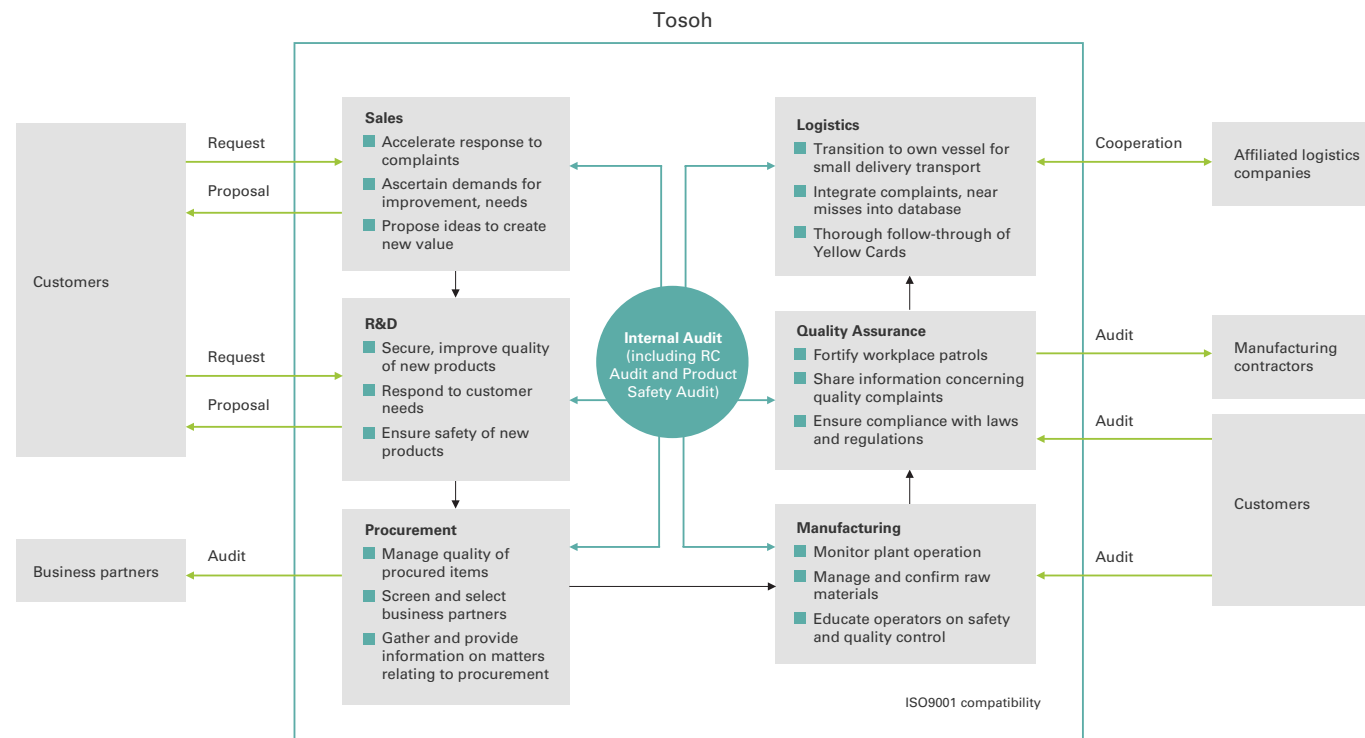 Tosoh
Customers
Request
Proposal
Request
Proposal
Business partners
Audit
Sales
Accelerate response to
complaints
Ascertain demands for
improvement, needs
Propose ideas to create
new value
R&D
Secure, improve quality
of new products
Respond to customer
needs
Ensure safety of new
products
Procurement
Manage quality of
procured items
Screen and select
business partners
Gather and provide
information on matters
relating to procurement
Internal Audit
(including RC
Audit and Product
Safety Audit)
Logistics
Transition to own vessel for
small delivery transport
Integrate complaints, near
misses into database
Thorough follow-through of
Yellow Cards
Quality Assurance
Fortify workplace patrols
Share information concerning
quality complaints
Ensure compliance with laws
and regulations
Manufacturing
Monitor plant operation
Manage and confirm raw
materials
Educate operators on safety
and quality control
ISO9001 compatibility
Cooperation
Affiliated logistics
companies
Audit
Manufacturing
contractors
Audit
Customers
Audit